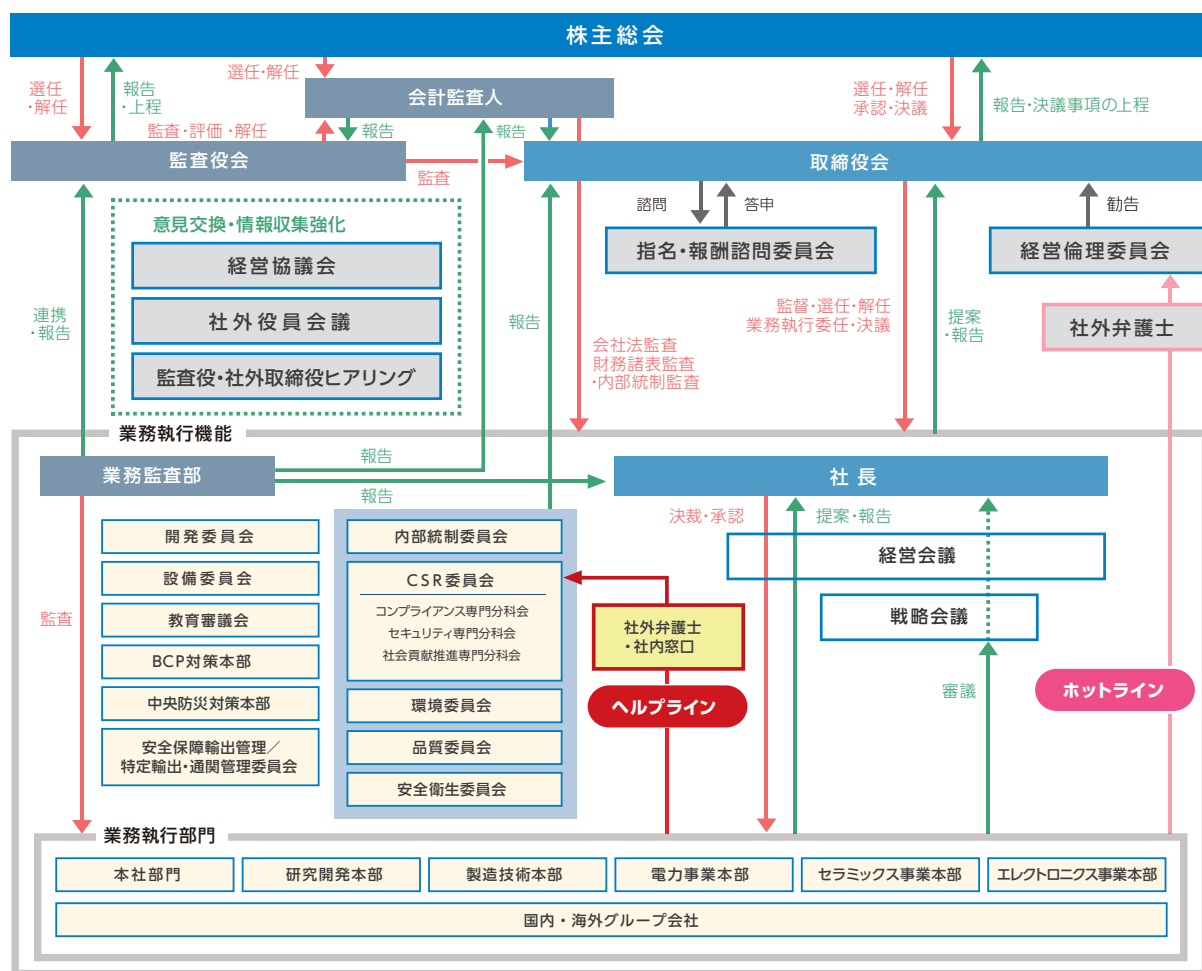 株主総会
選任
・解任
報告
・上程
選任・解任
会計監査人
選任・解任
承認・決議
報告・決議事項の上程
監査・評価・解任
報告
報告
監査役会
監査
取締役会
意見交換・情報収集強化
経営協議会
社外役員会議
監査役・社外取締役ヒアリング
諮問
答申
勧告
指名・報酬諮問委員会
経営倫理委員会
社外弁護士
連携
・報告
報告
会社法監査
財務諸表監査
・内部統制監査
監督・選任・解任
業務執行委任・決議
提案
・報告
業務執行機能
業務監査部
報告
報告
社長
監査
開発委員会
設備委員会
教育審議会
BCP対策本部
中央防災対策本部
安全保障輸出管理／
特定輸出・通関管理委員会
内部統制委員会
CSR委員会
コンプライアンス専門分科会
セキュリティ専門分科会
社会貢献推進専門分科会
環境委員会
品質委員会
安全衛生委員会
社外弁護士
・社内窓口
ヘルプライン
決裁・承認
提案・報告
経営会議
戦略会議
審議
ホットライン
業務執行部門
本社部門
研究開発本部
製造技術本部
電力事業本部
セラミックス事業本部
エレクトロニクス事業本部
国内・海外グループ会社